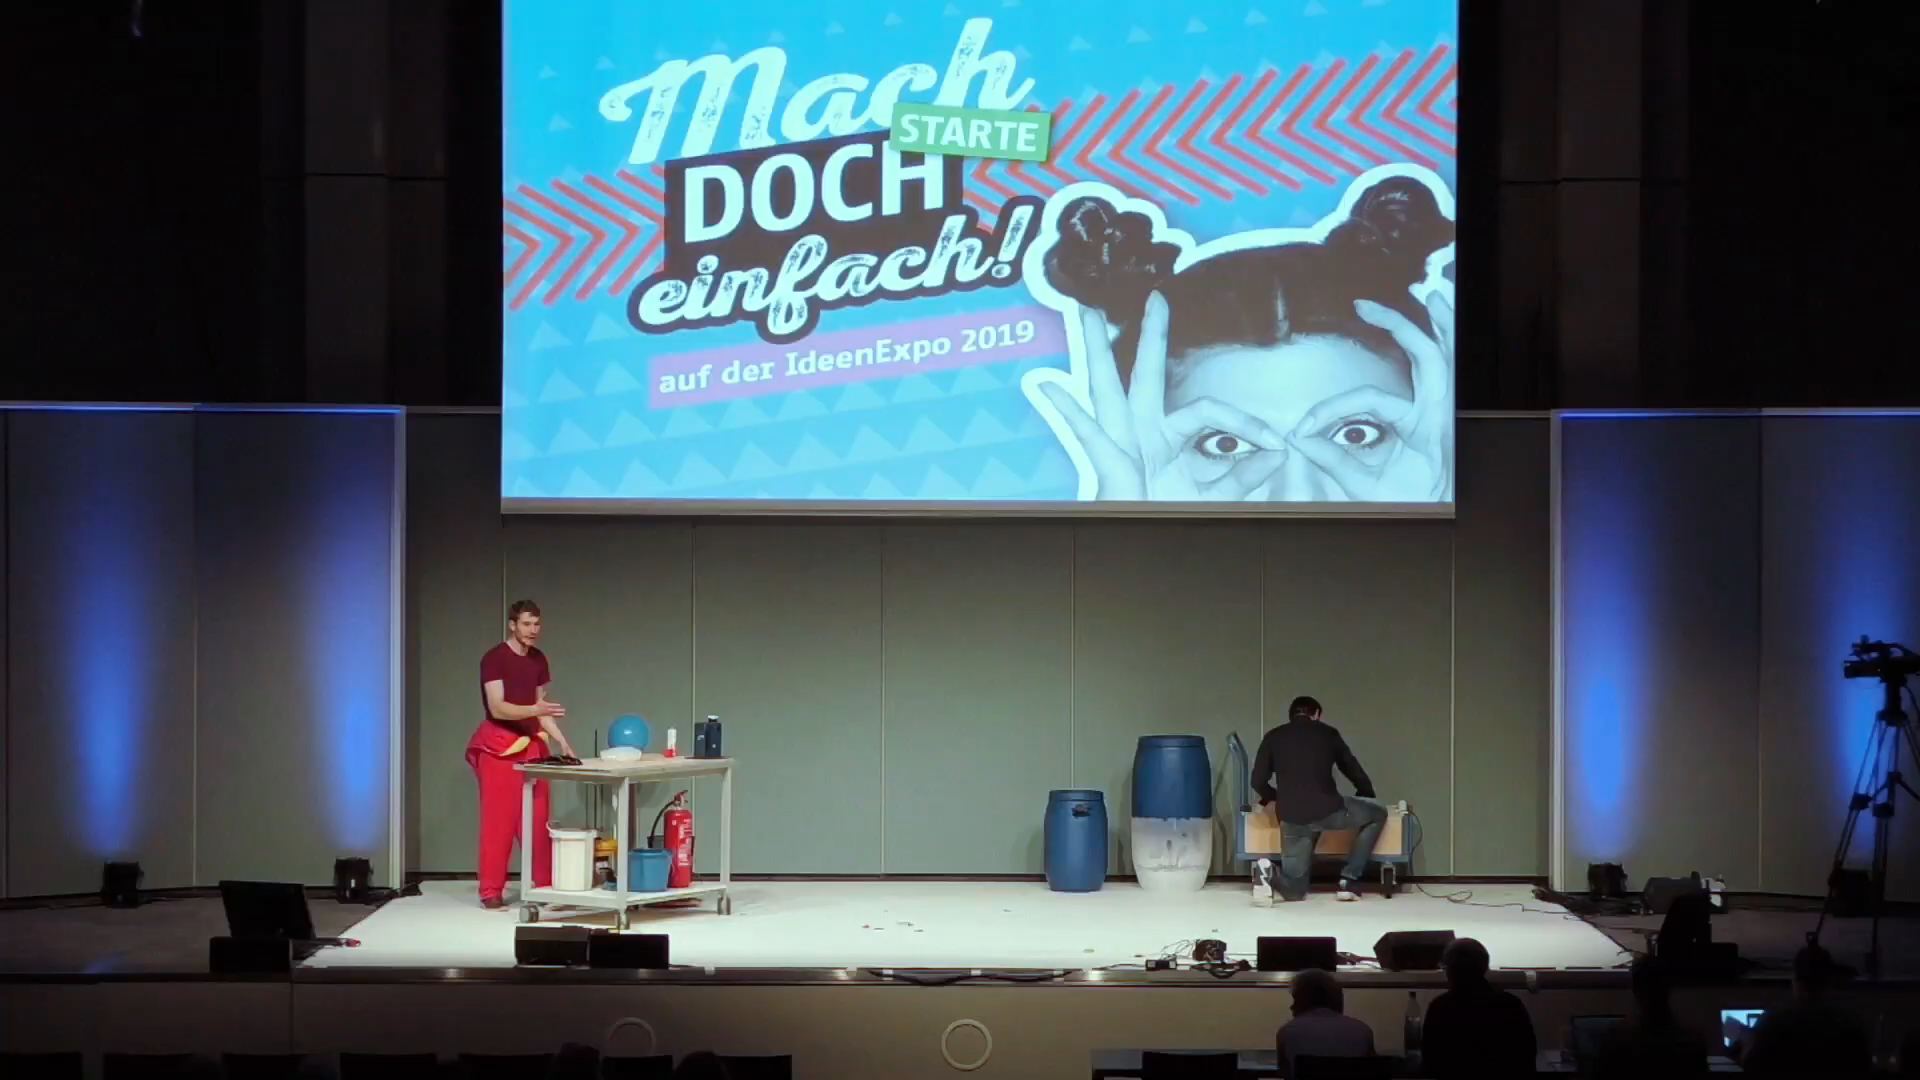 Mach
STARTE
DOCH
einfach!
auf der IdeenExpo 2019